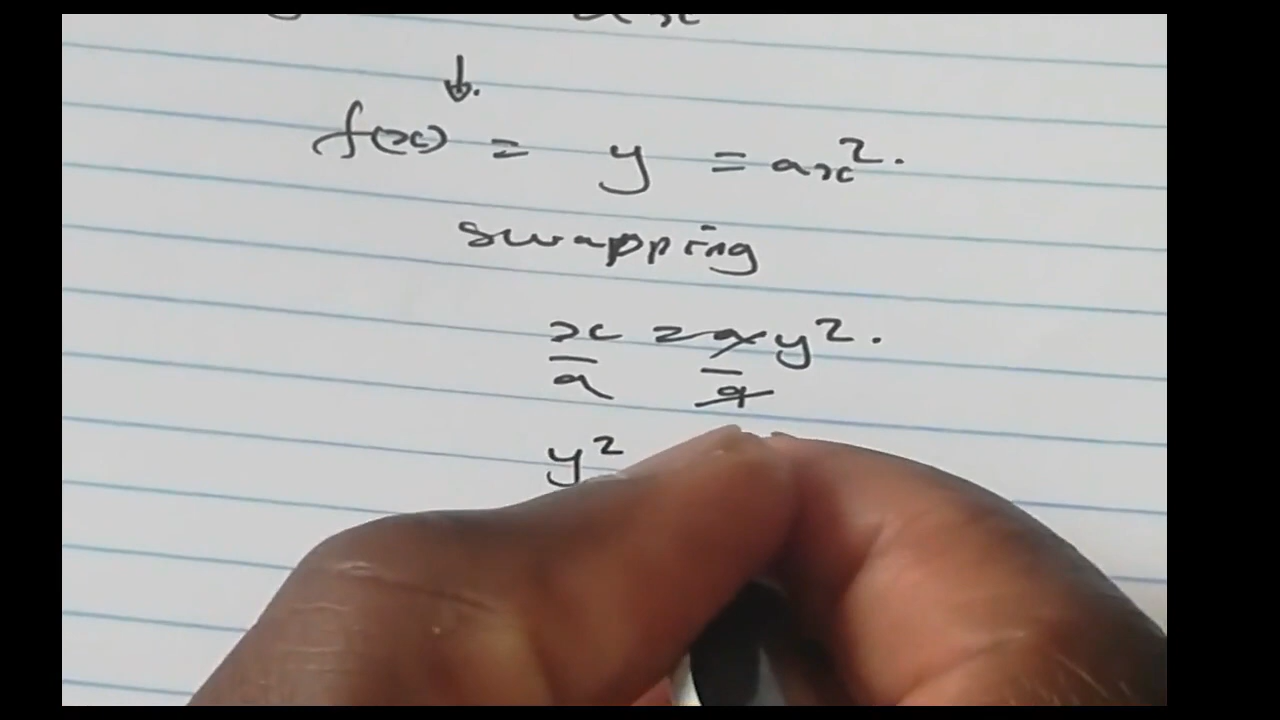 f(x) = y = ax².
swapping
x = ay².
a a
y²